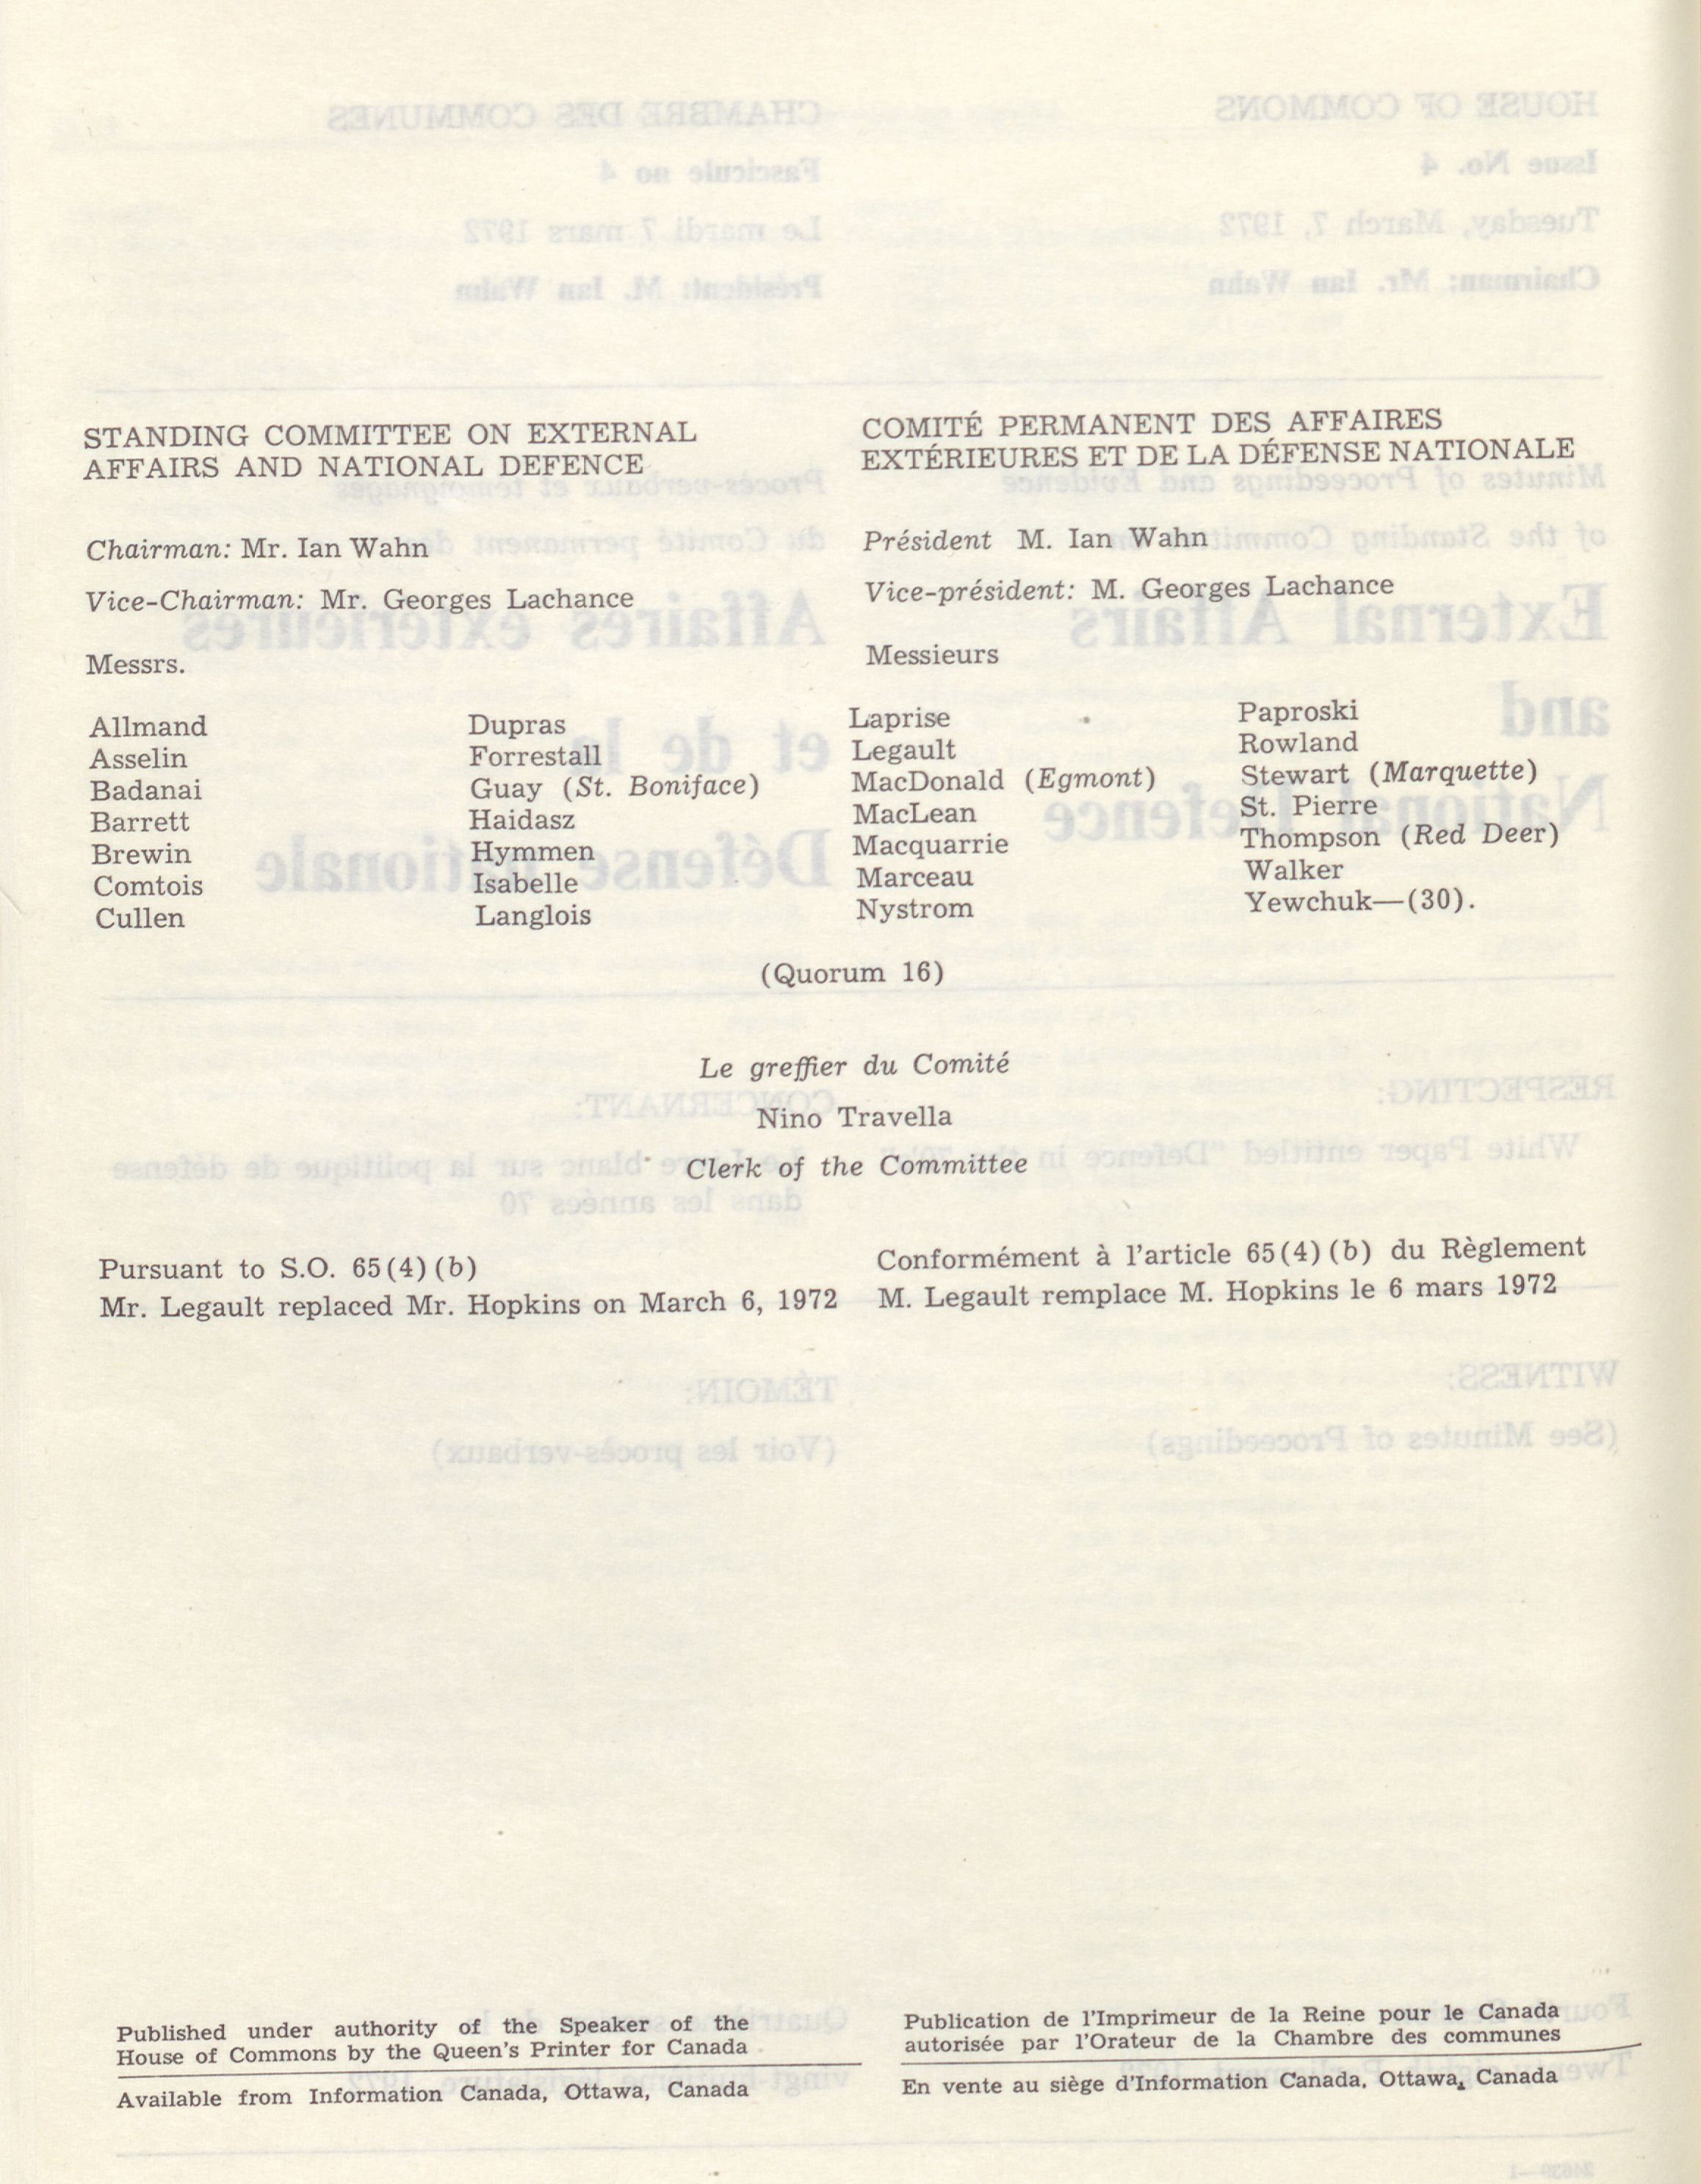 STANDING COMMITTEE ON EXTERNAL
AFFAIRS AND NATIONAL DEFENCE
Chairman: Mr. Ian Wahn
Vice-Chairman: Mr. Georges Lachance
Messrs.
COMITÉ PERMANENT DES AFFAIRES
EXTÉRIEURES ET DE LA DÉFENSE NATIONALE
Président M. Ian Wahn
Vice-président: M. Georges Lachance
Messieurs
Allmand
Asselin
Badanai
Barrett
Brewin
Comtois
Cullen
Dupras
Forrestall
Guay (St. Boniface)
Haidasz
Hymmen
Isabelle
Langlois
Laprise
Legault
MacDonald (Egmont)
MacLean
Macquarrie
Marceau
Nystrom
Paproski
Rowland
Stewart (Marquette)
St. Pierre
Thompson (Red Deer)
Walker
Yewchuk—(30).
(Quorum 16)
Le greffier du Comité
Nino Travella
Clerk of the Committee
Pursuant to S.O. 65(4)(b)
Mr. Legault replaced Mr. Hopkins on March 6, 1972
Conformément à l'article 65(4)(b) du Règlement
M. Legault remplace M. Hopkins le 6 mars 1972
Published under authority of the Speaker of the
House of Commons by the Queen's Printer for Canada
Available from Information Canada, Ottawa, Canada
Publication de l'Imprimeur de la Reine pour le Canada
autorisée par l'Orateur de la Chambre des communes
En vente au siège d'Information Canada, Ottawa, Canada